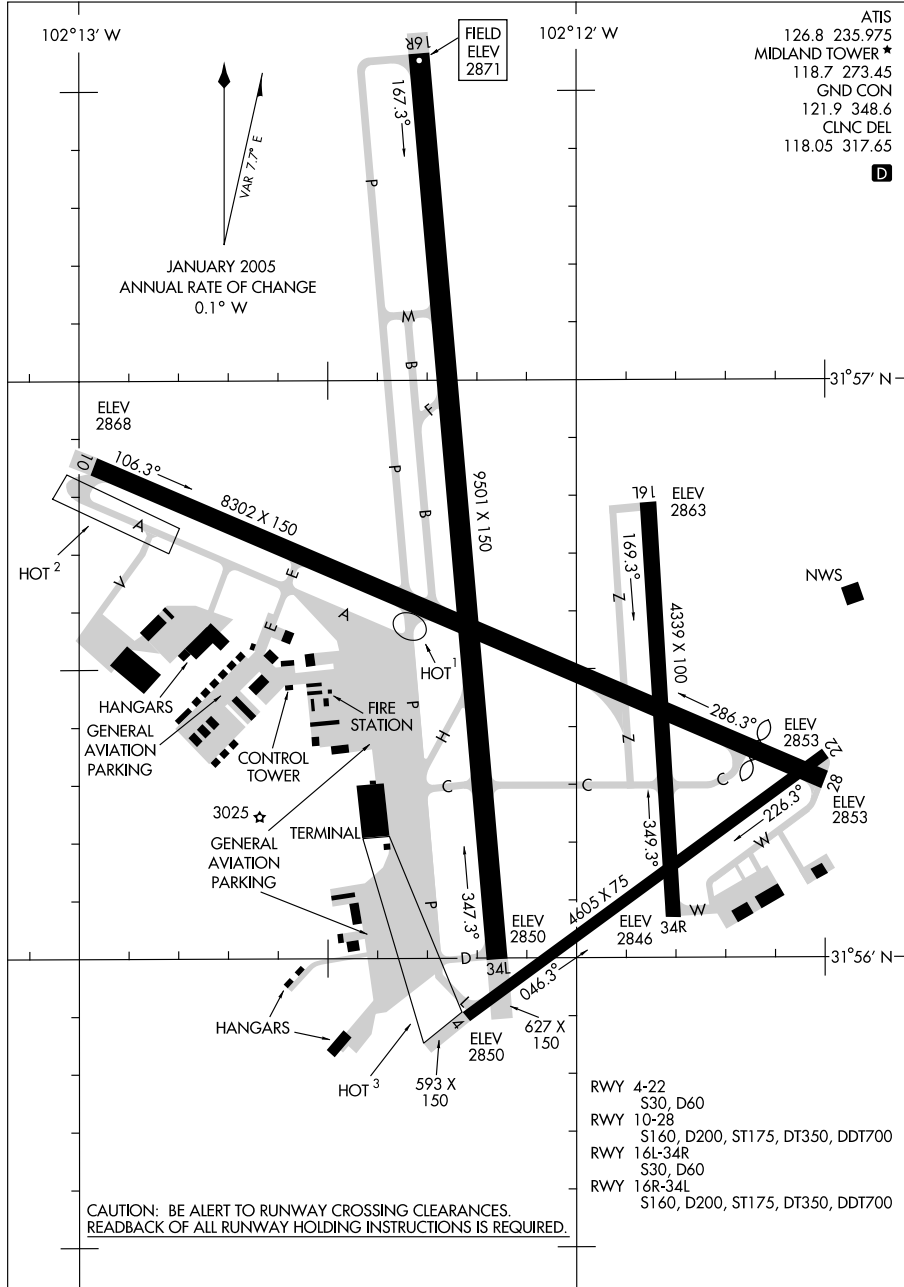 102°13' W
FIELD
ELEV
2871
102°12' W
ATIS
126.8 235.975
MIDLAND TOWER★
118.7 273.45
GND CON
121.9 348.6
CLNC DEL
118.05 317.65
D
16R
167.3°
VAR 7.7° E
P
JANUARY 2005
ANNUAL RATE OF CHANGE
0.1° W
M
B
F
31°57' N
ELEV
2868
10
106.3°
8302 X 150
P
B
9501 X 150
16L
ELEV
2863
A
HOT 2
E
V
A
169.3°
Z
4339 X 100
NWS
E
HOT 1
HANGARS
GENERAL
AVIATION
PARKING
FIRE
STATION
CONTROL
TOWER
P
H
Z
286.3°
ELEV
2853
22
28
ELEV
2853
C
C
C
3025
TERMINAL
GENERAL
AVIATION
PARKING
226.3°
W
349.3°
347.3°
4605 X 75
P
W
34R
ELEV
2846
ELEV
2850
D
34L
31°56' N
046.3°
L
4
HANGARS
ELEV
2850
627 X
150
HOT 3
593 X
150
RWY 4-22
S30, D60
RWY 10-28
S160, D200, ST175, DT350, DDT700
RWY 16L-34R
S30, D60
RWY 16R-34L
S160, D200, ST175, DT350, DDT700
CAUTION: BE ALERT TO RUNWAY CROSSING CLEARANCES.
READBACK OF ALL RUNWAY HOLDING INSTRUCTIONS IS REQUIRED.